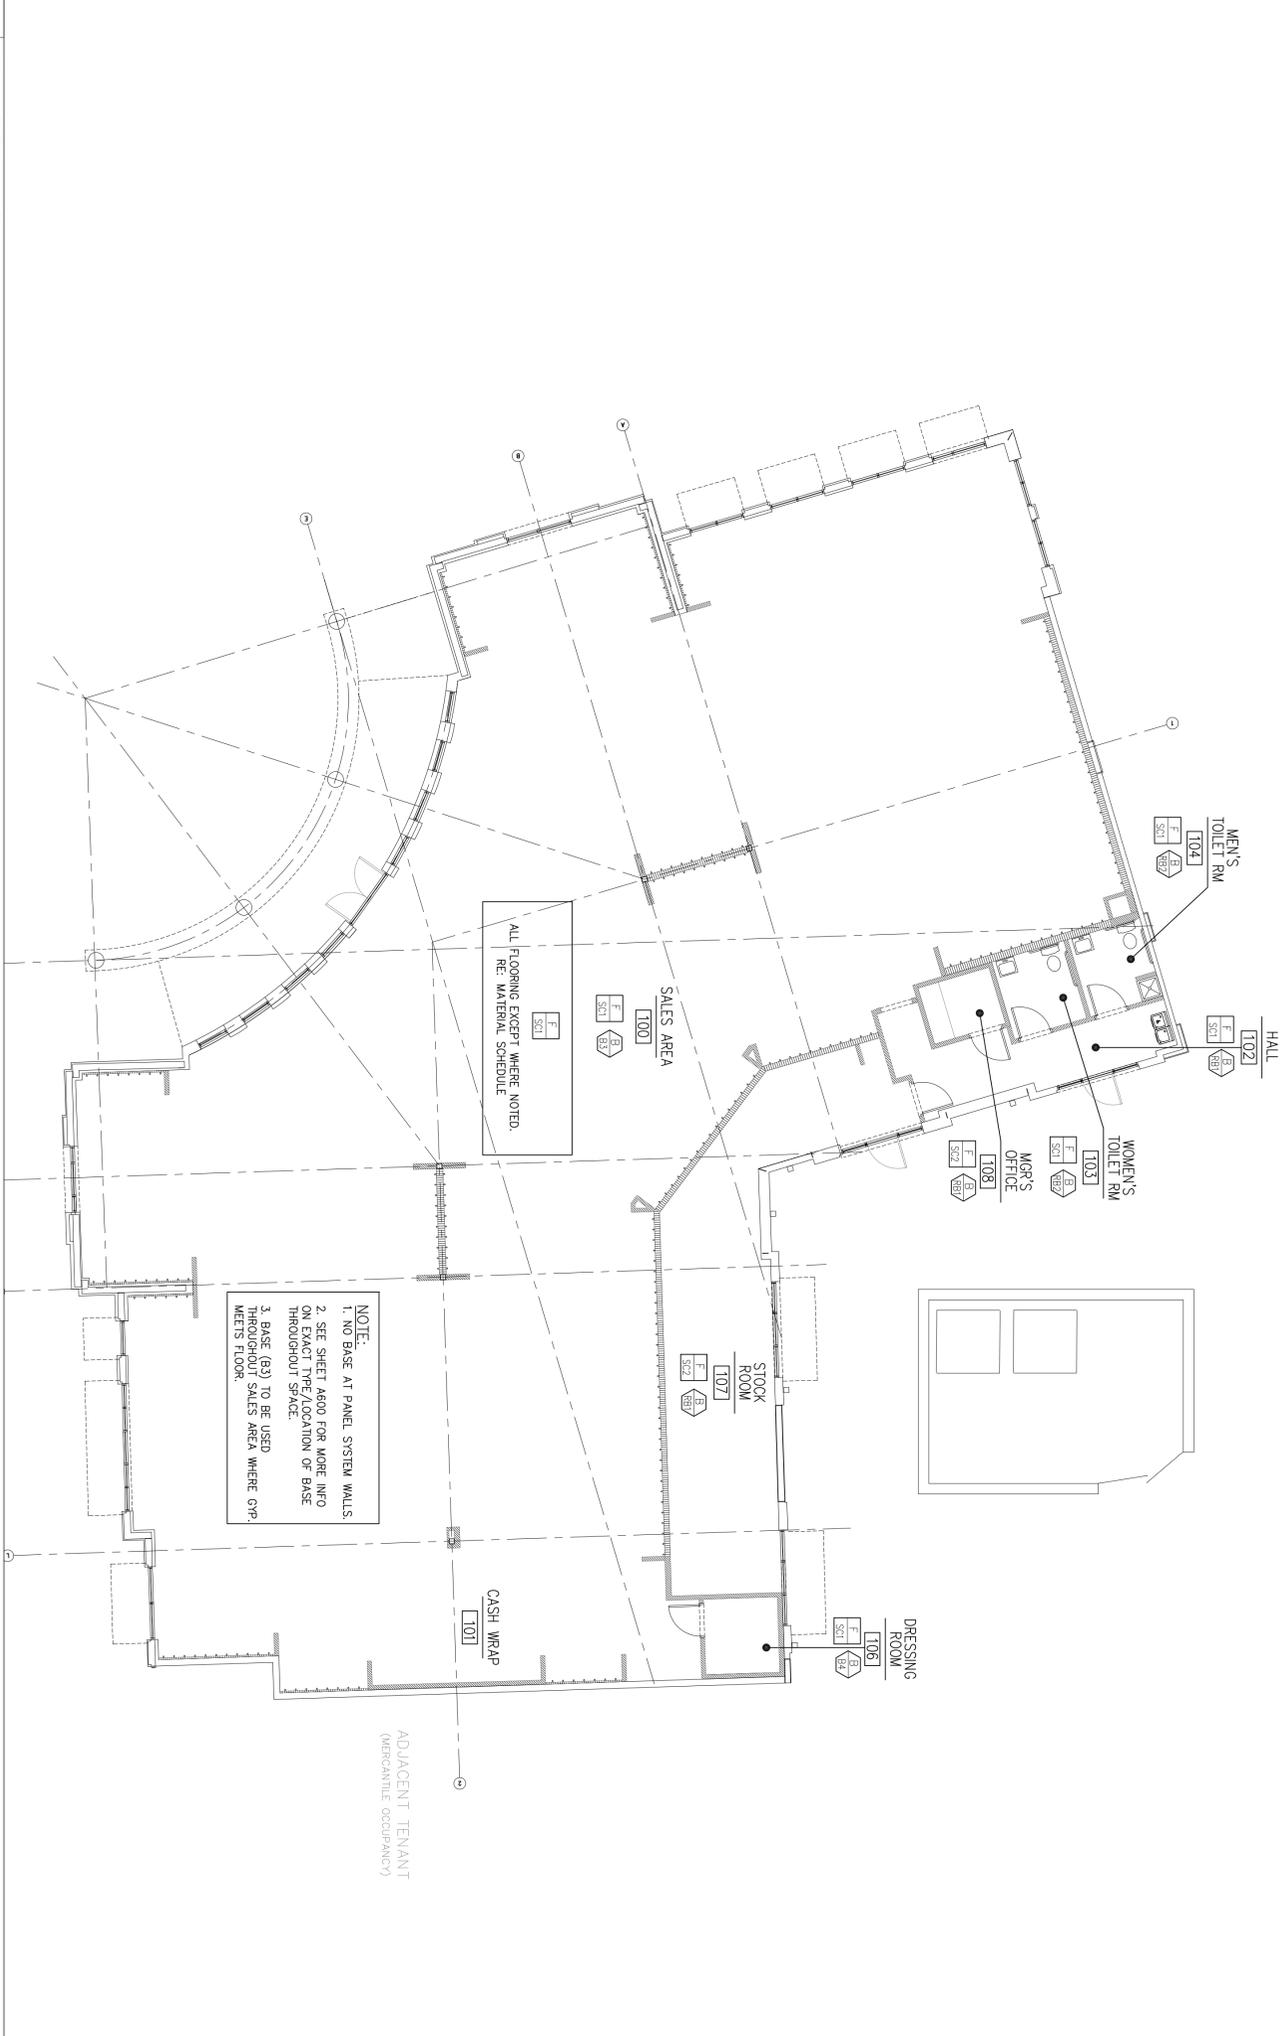 HALL
102
F
SC1
B
RB1
MEN'S
TOILET RM
104
F
SC1
B
RB2
WOMEN'S
TOILET RM
103
F
SC1
B
RB2
MGR'S
OFFICE
108
F
SC2
B
RB1
1
DRESSING
ROOM
106
F
SC1
B
B4
STOCK
ROOM
107
F
SC2
B
RB1
A
SALES AREA
100
F
SC1
B
B3
B
F
SC1
ALL FLOORING EXCEPT WHERE NOTED.
RE: MATERIAL SCHEDULE
CASH WRAP
101
2
ADJACENT TENANT
(MERCANTILE OCCUPANCY)
NOTE:
1. NO BASE AT PANEL SYSTEM WALLS.
2. SEE SHEET A600 FOR MORE INFO
ON EXACT TYPE/LOCATION OF BASE
THROUGHOUT SPACE.
3. BASE (B3) TO BE USED
THROUGHOUT SALES AREA WHERE GYP.
MEETS FLOOR.